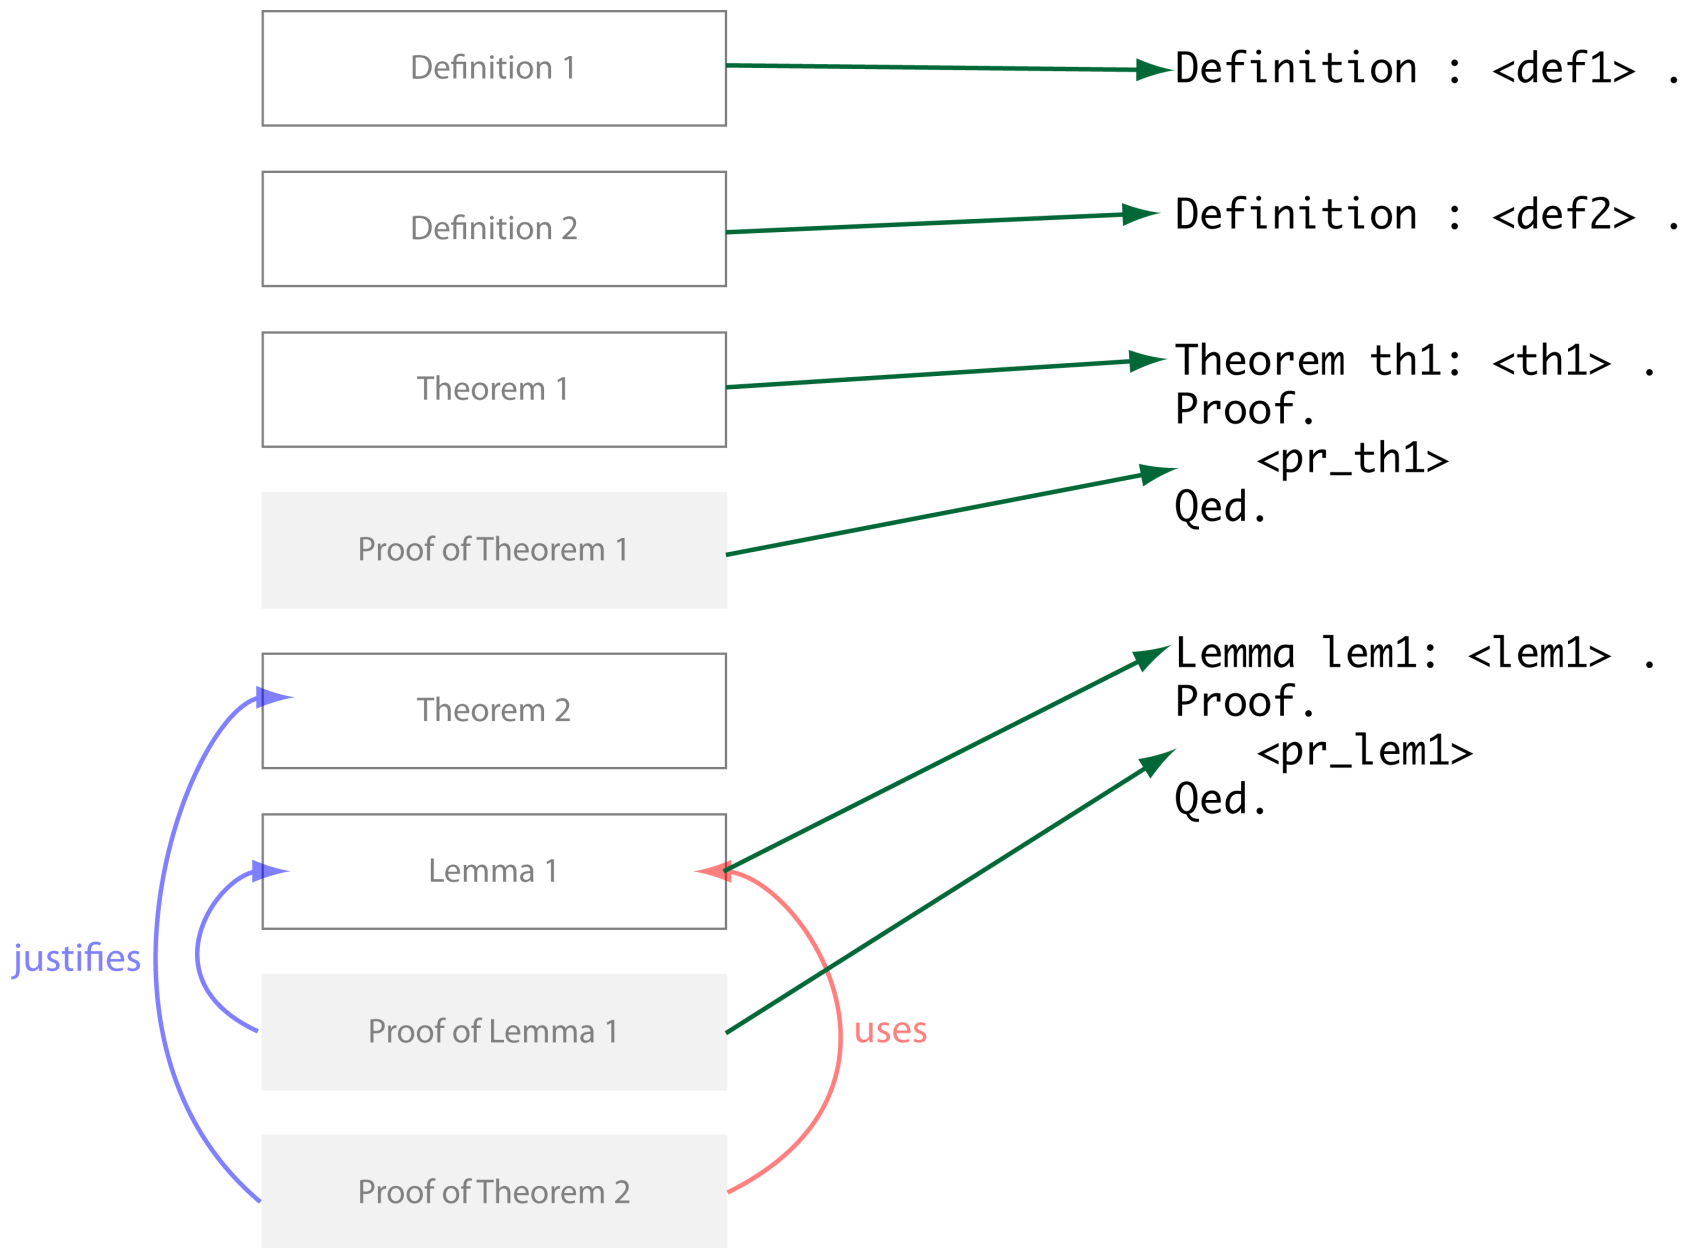 Definition 1
Definition 2
Theorem 1
Proof of Theorem 1
Theorem 2
Lemma 1
Proof of Lemma 1
Proof of Theorem 2
justifies
uses
Definition : <def1> .
Definition : <def2> .
Theorem th1: <th1> .
Proof.
<pr_th1>
Qed.
Lemma lem1: <lem1> .
Proof.
<pr_lem1>
Qed.